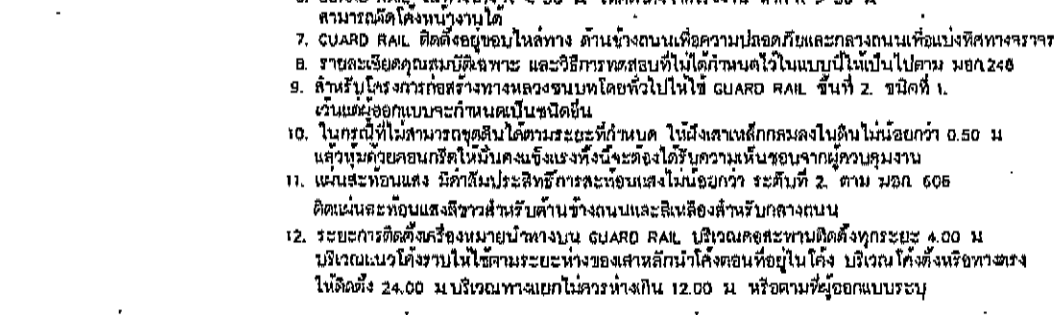 สามารถดัดโค้งหน้างานได้
7. GUARD RAIL ติดตั้งอยู่ขอบไหล่ทาง ด้านข้างถนนเพื่อความปลอดภัยและกลางถนนเพื่อแบ่งทิศทางจราจร
8. รายละเอียดคุณสมบัติเฉพาะ และวิธีการทดสอบที่ไม่ได้กำหนดไว้ในแบบนี้ให้เป็นไปตาม มอก.248
9. สำหรับโครงการก่อสร้างทางหลวงชนบทโดยทั่วไปให้ใช้ GUARD RAIL ชั้นที่ 2. ชนิดที่ 1.
เว้นแต่ผู้ออกแบบจะกำหนดเป็นชนิดอื่น
10. ในกรณีที่ไม่สามารถขุดดินได้ตามระยะที่กำหนด ให้ฝังเสาเหล็กกลมลงในดินไม่น้อยกว่า 0.50 ม
แล้วหุ้มด้วยคอนกรีตให้มั่นคงแข็งแรงทั้งนี้จะต้องได้รับความเห็นชอบจากผู้ควบคุมงาน
11. แผ่นสะท้อนแสง มีค่าสัมประสิทธิ์การสะท้อนแสงไม่น้อยกว่า ระดับที่ 2. ตาม มอก 606
ติดแผ่นสะท้อนแสงสีขาวสำหรับด้านข้างถนนและสีเหลืองสำหรับกลางถนน
12. ระยะการติดตั้งเครื่องหมายนำทางบน GUARD RAIL บริเวณคอสะพานติดตั้งทุกระยะ 4.00 ม
บริเวณแนวโค้งราบให้ใช้ตามระยะห่างของเสาหลักนำโค้งตอนที่อยู่ในโค้ง บริเวณโค้งตั้งหรือทางตรง
ให้ติดตั้ง 24.00 ม บริเวณทางแยกไม่ควรห่างเกิน 12.00 ม หรือตามที่ผู้ออกแบบระบุ